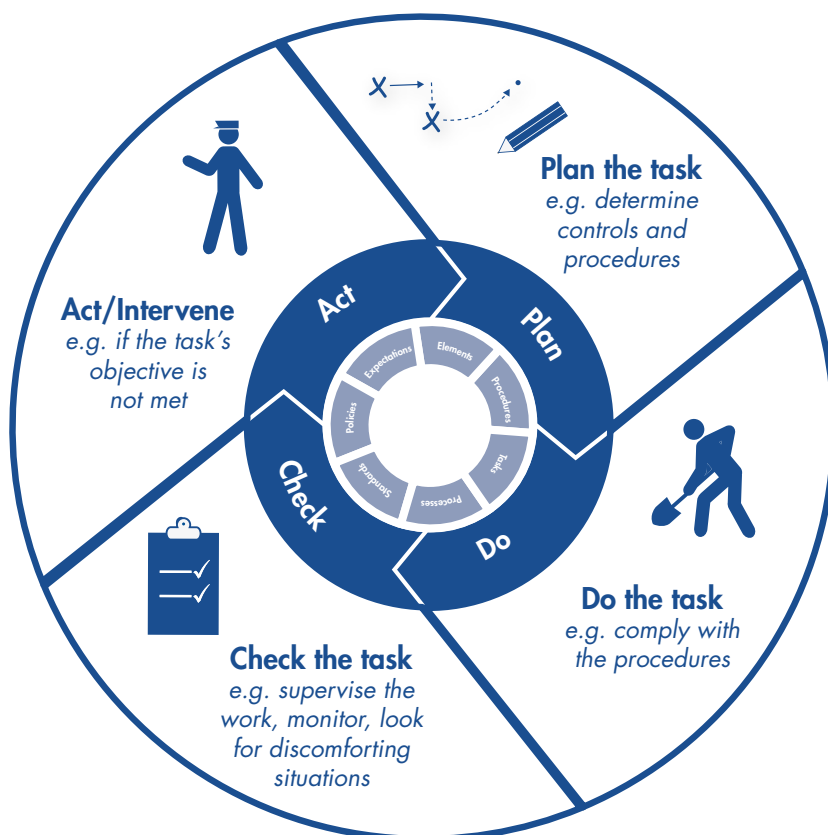 Plan the task
e.g. determine
controls and
procedures
Do the task
e.g. comply with
the procedures
Check the task
e.g. supervise the
work, monitor, look
for discomforting
situations
Act/Intervene
e.g. if the task's
objective is
not met
Plan
Do
Check
Act
Elements
Procedures
Tasks
Processes
Standards
Policies
Expectations